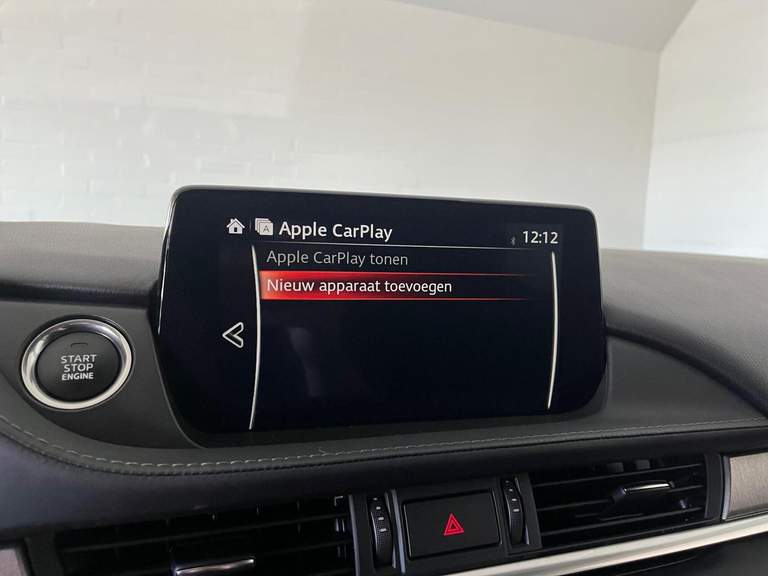 Apple CarPlay
12:12
Apple CarPlay tonen
Nieuw apparaat toevoegen
START
STOP
ENGINE